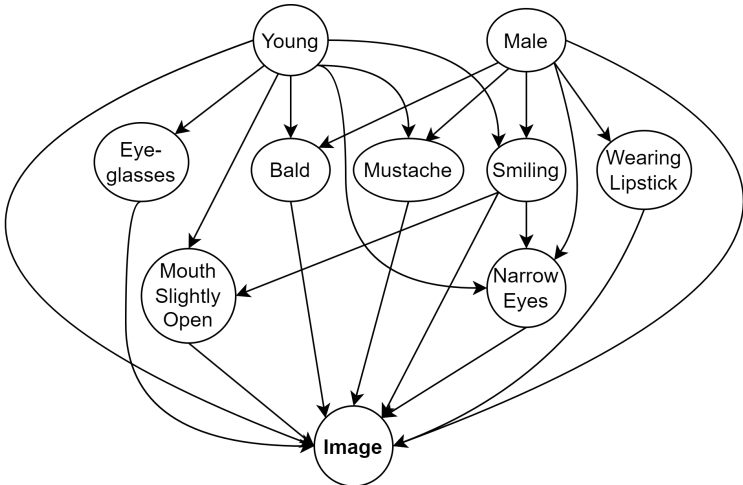 Young
Male
Eye-
glasses
Bald
Mustache
Smiling
Wearing
Lipstick
Mouth
Slightly
Open
Narrow
Eyes
Image